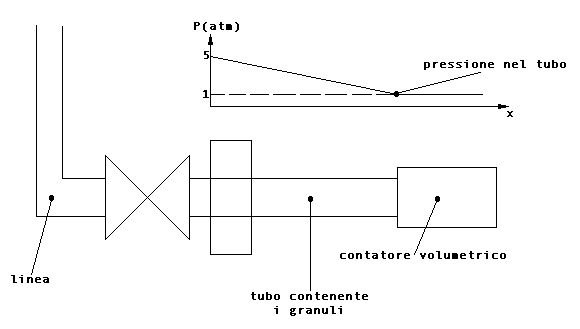 P(atm)
5
pressione nel tubo
1
x
contatore volumetrico
linea
tubo contenente
i granuli